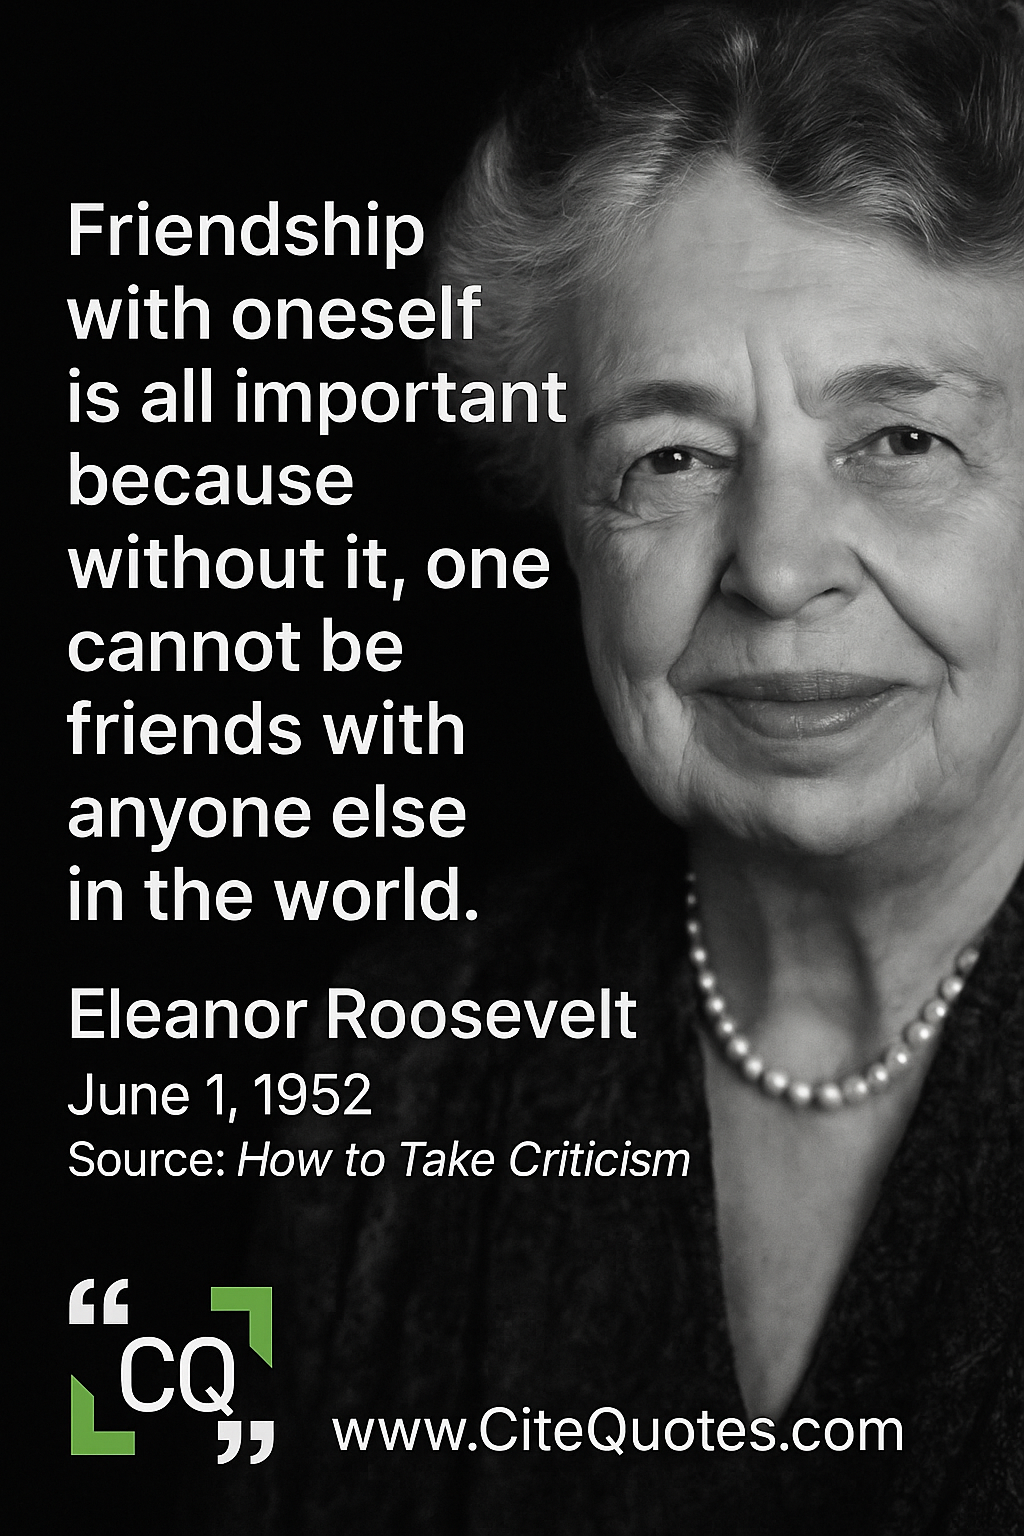 Friendship
with oneself
is all important
because
without it, one
cannot be
friends with
anyone else
in the world.
Eleanor Roosevelt
June 1, 1952
Source: How to Take Criticism
“CQ”
www.CiteQuotes.com